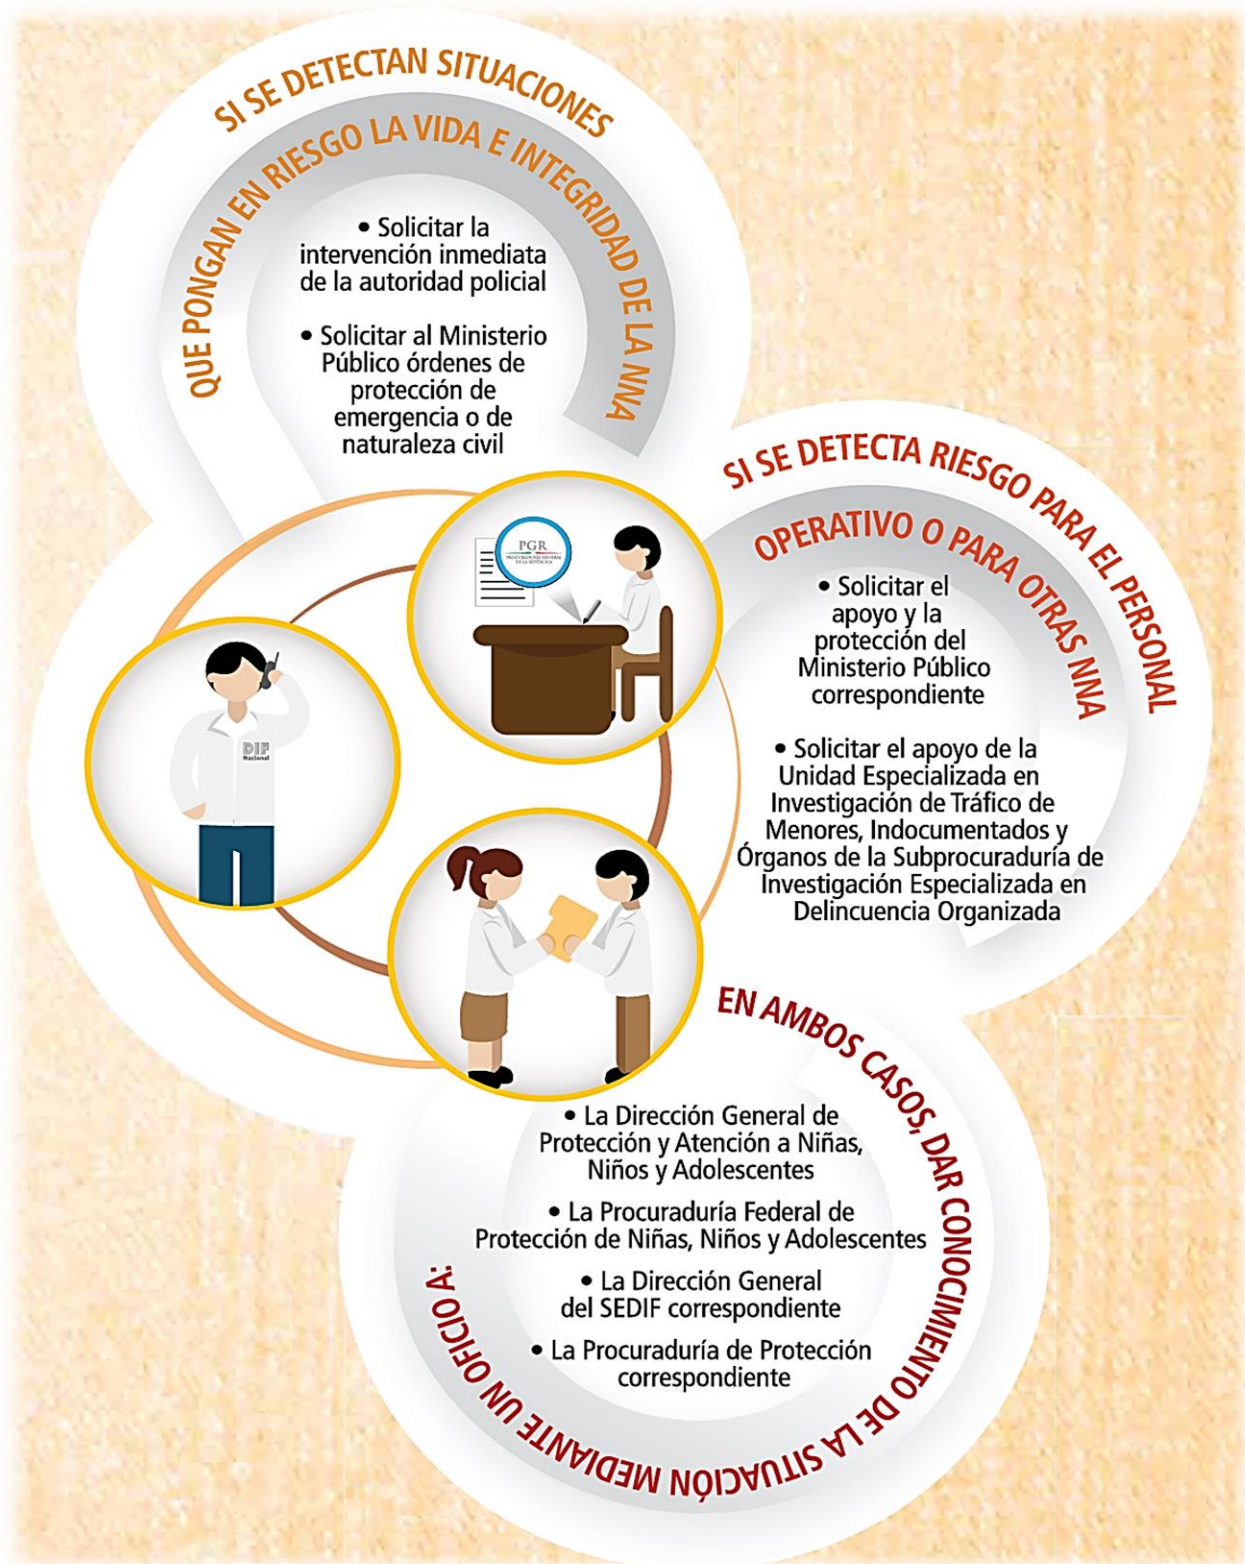 SI SE DETECTAN SITUACIONES
QUE PONGAN EN RIESGO LA VIDA E INTEGRIDAD DE LA NNA
• Solicitar la
intervención inmediata
de la autoridad policial
• Solicitar al Ministerio
Público órdenes de
protección de
emergencia o de
naturaleza civil
SI SE DETECTA RIESGO PARA EL PERSONAL
OPERATIVO O PARA OTRAS NNA
• Solicitar el
apoyo y la
protección del
Ministerio Público
correspondiente
• Solicitar el apoyo de la
Unidad Especializada en
Investigación de Tráfico de
Menores, Indocumentados y
Órganos de la Subprocuraduría de
Investigación Especializada en
Delincuencia Organizada
PGR
PROCURADURÍA GENERAL
DE LA REPÚBLICA
DIF
Nacional
EN AMBOS CASOS, DAR CONOCIMIENTO DE LA SITUACIÓN MEDIANTE UN OFICIO A:
• La Dirección General de
Protección y Atención a Niñas,
Niños y Adolescentes
• La Procuraduría Federal de
Protección de Niñas, Niños y Adolescentes
• La Dirección General
del SEDIF correspondiente
• La Procuraduría de Protección
correspondiente